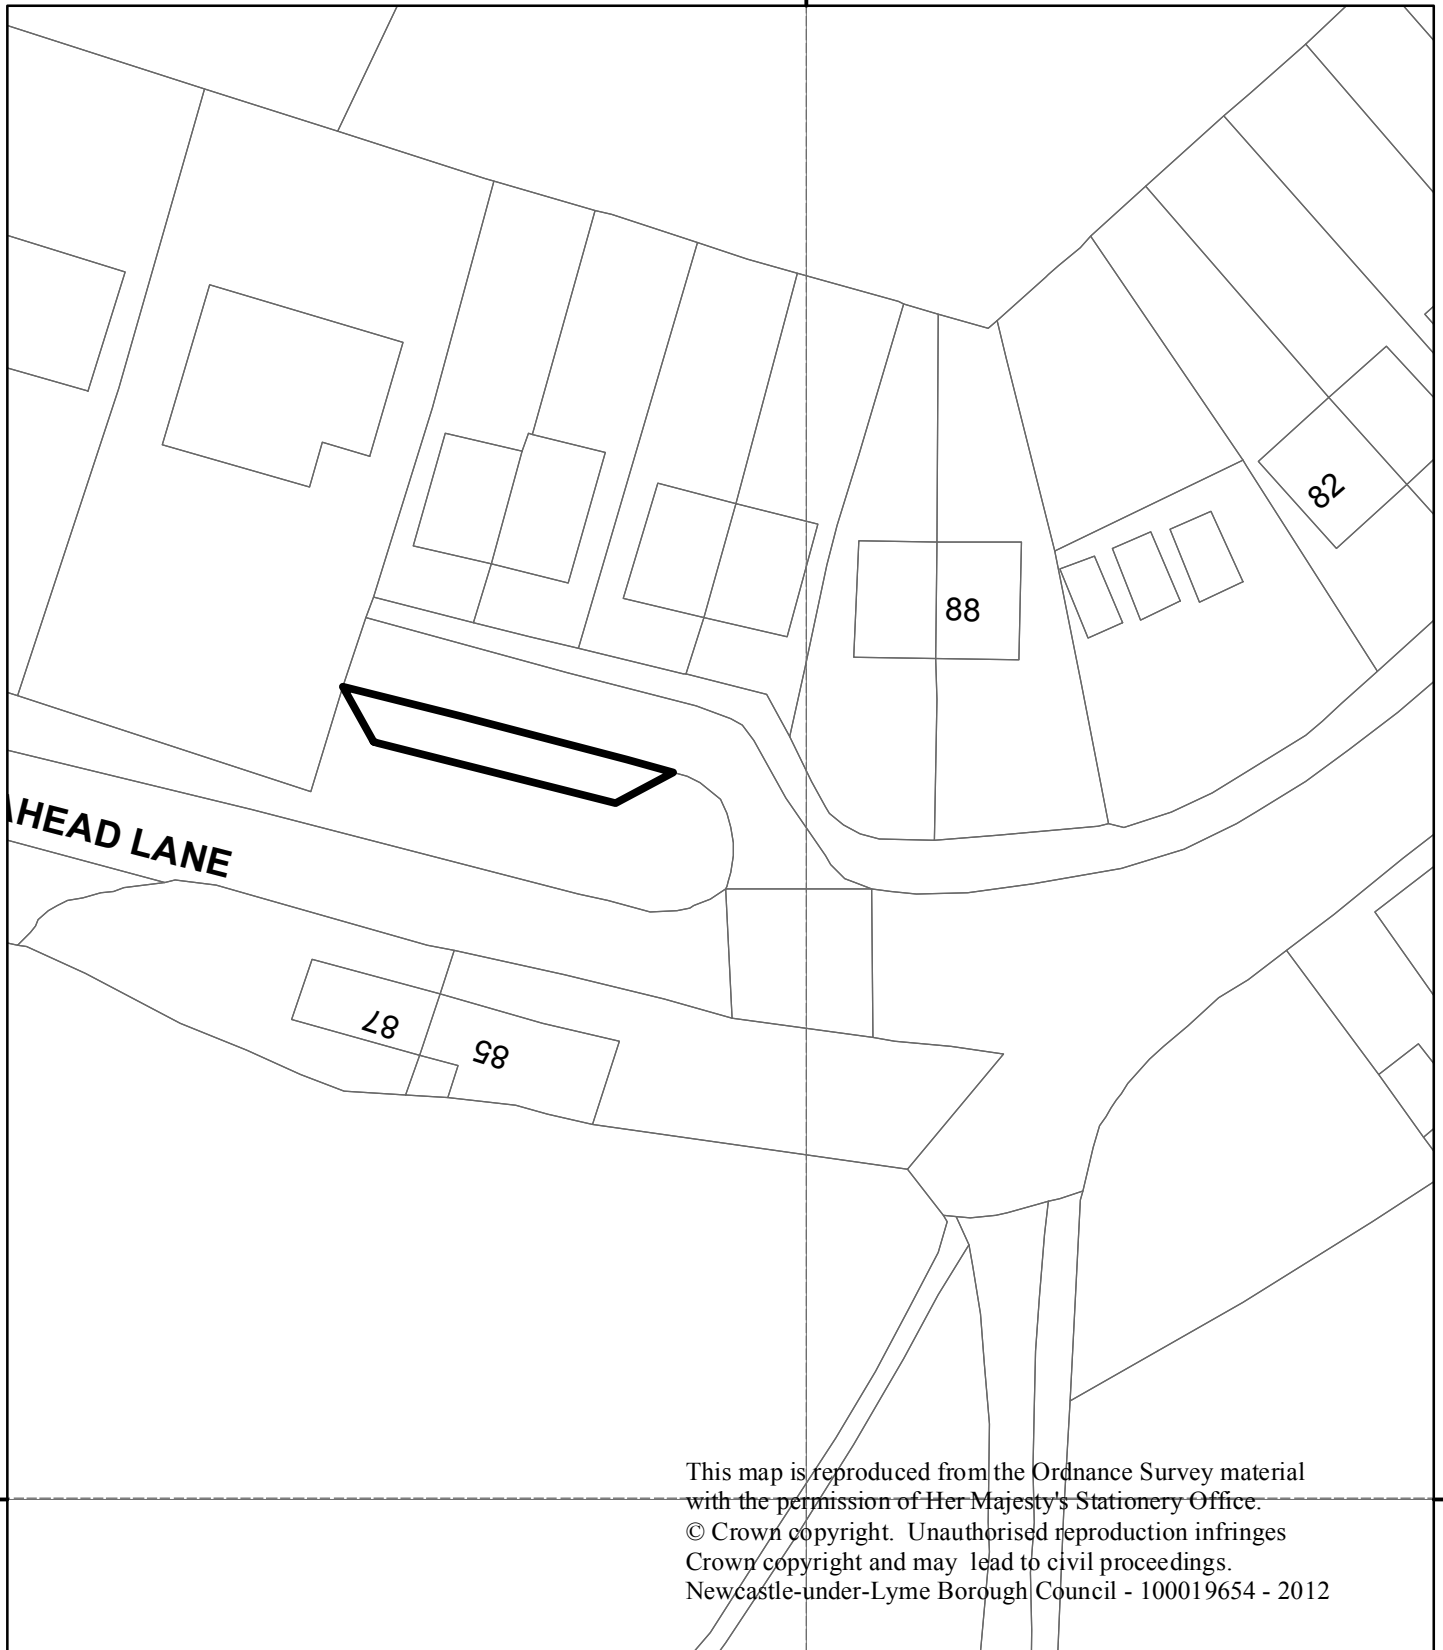 82
88
AHEAD LANE
87
85
This map is reproduced from the Ordnance Survey material
with the permission of Her Majesty's Stationery Office.
© Crown copyright. Unauthorised reproduction infringes
Crown copyright and may lead to civil proceedings.
Newcastle-under-Lyme Borough Council - 100019654 - 2012